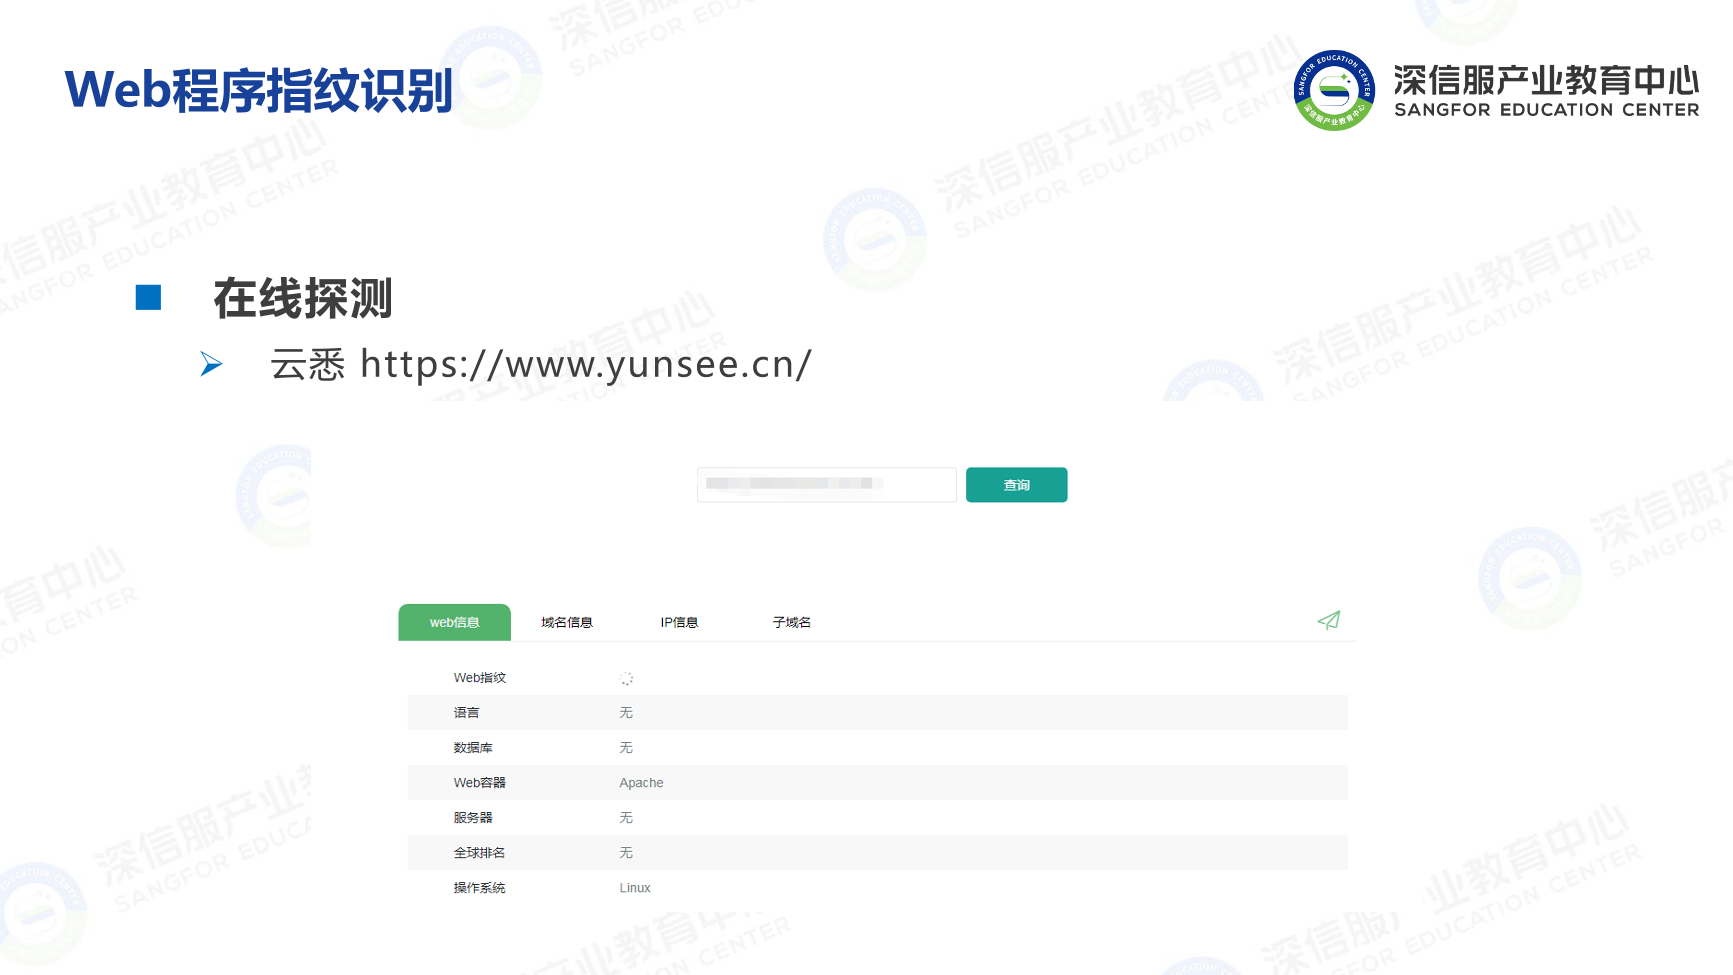 Web程序指纹识别
深信服产业教育中心
SANGFOR EDUCATION CENTER
在线探测
云悉 https://www.yunsee.cn/
查询
web信息 域名信息 IP信息 子域名
Web指纹
语言 无
数据库 无
Web容器 Apache
服务器 无
全球排名 无
操作系统 Linux